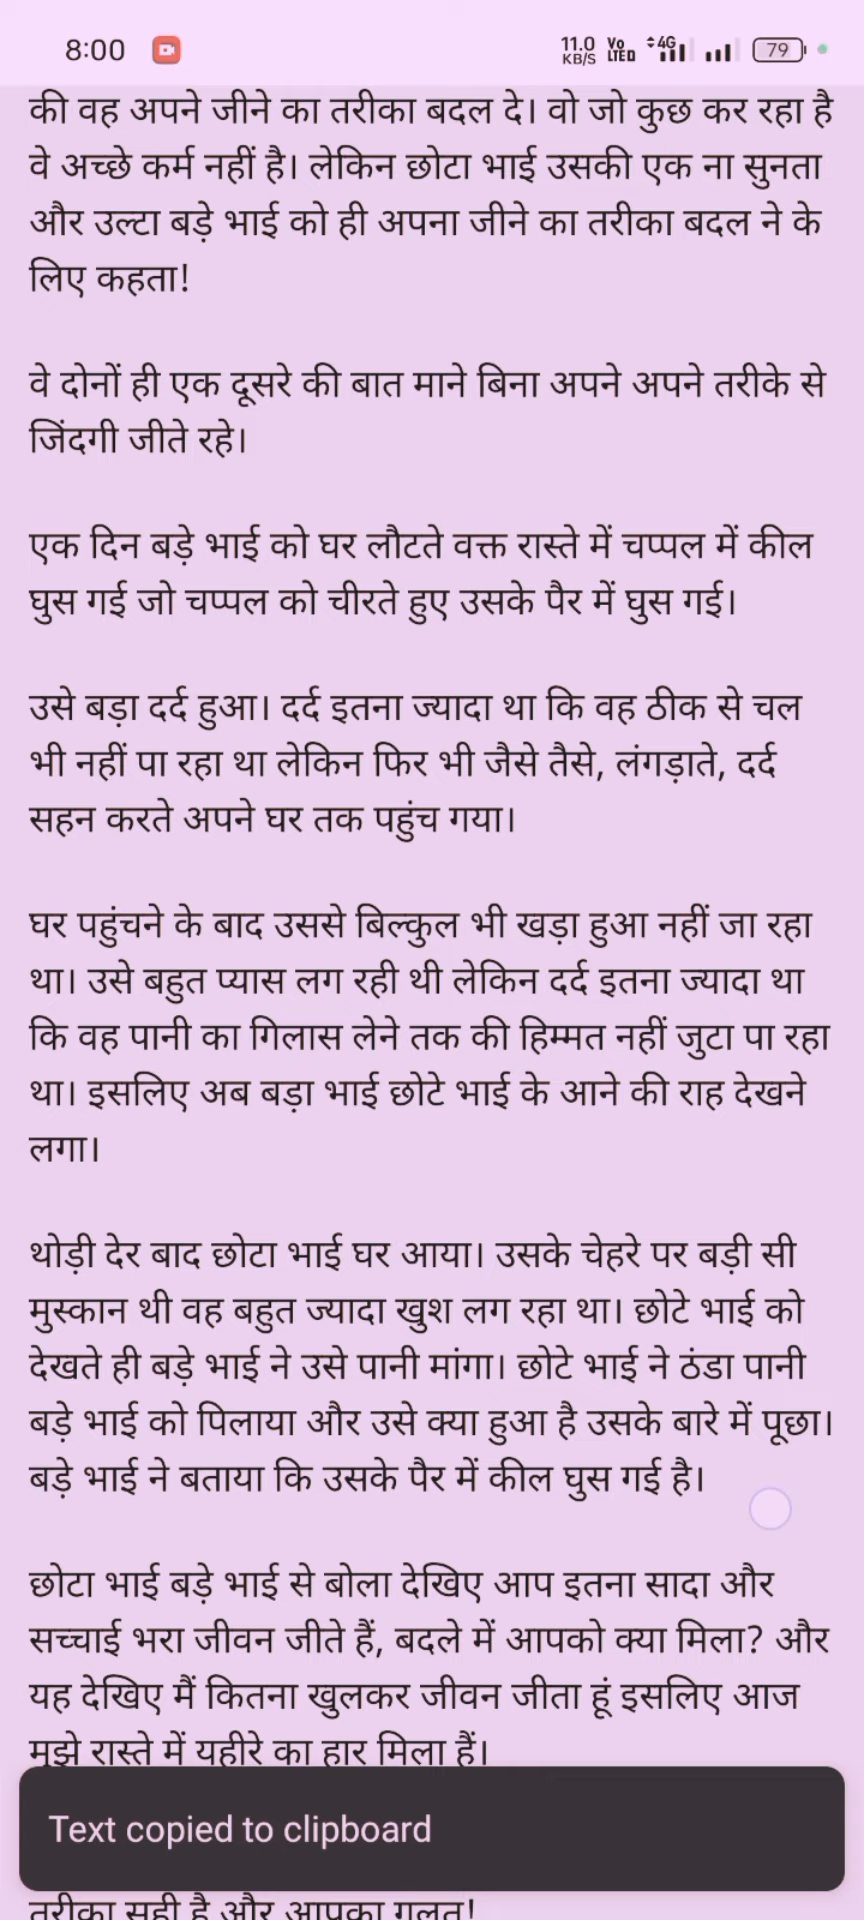 8:00
11.0 KB/S Vo LTED 4G 79
की वह अपने जीने का तरीका बदल दे। वो जो कुछ कर रहा है
वे अच्छे कर्म नहीं है। लेकिन छोटा भाई उसकी एक ना सुनता
और उल्टा बड़े भाई को ही अपना जीने का तरीका बदल ने के
लिए कहता!
वे दोनों ही एक दूसरे की बात माने बिना अपने अपने तरीके से
जिंदगी जीते रहे।
एक दिन बड़े भाई को घर लौटते वक्त रास्ते में चप्पल में कील
घुस गई जो चप्पल को चीरते हुए उसके पैर में घुस गई।
उसे बड़ा दर्द हुआ। दर्द इतना ज्यादा था कि वह ठीक से चल
भी नहीं पा रहा था लेकिन फिर भी जैसे तैसे, लंगड़ाते, दर्द
सहन करते अपने घर तक पहुंच गया।
घर पहुंचने के बाद उससे बिल्कुल भी खड़ा हुआ नहीं जा रहा
था। उसे बहुत प्यास लग रही थी लेकिन दर्द इतना ज्यादा था
कि वह पानी का गिलास लेने तक की हिम्मत नहीं जुटा पा रहा
था। इसलिए अब बड़ा भाई छोटे भाई के आने की राह देखने
लगा।
थोड़ी देर बाद छोटा भाई घर आया। उसके चेहरे पर बड़ी सी
मुस्कान थी वह बहुत ज्यादा खुश लग रहा था। छोटे भाई को
देखते ही बड़े भाई ने उसे पानी मांगा। छोटे भाई ने ठंडा पानी
बड़े भाई को पिलाया और उसे क्या हुआ है उसके बारे में पूछा।
बड़े भाई ने बताया कि उसके पैर में कील घुस गई है।
छोटा भाई बड़े भाई से बोला देखिए आप इतना सादा और
सच्चाई भरा जीवन जीते हैं, बदले में आपको क्या मिला? और
यह देखिए मैं कितना खुलकर जीवन जीता हूं इसलिए आज
मुझे रास्ते में यहीरे का हार मिला हैं।
Text copied to clipboard
तरीका सही है और आपका गलत!